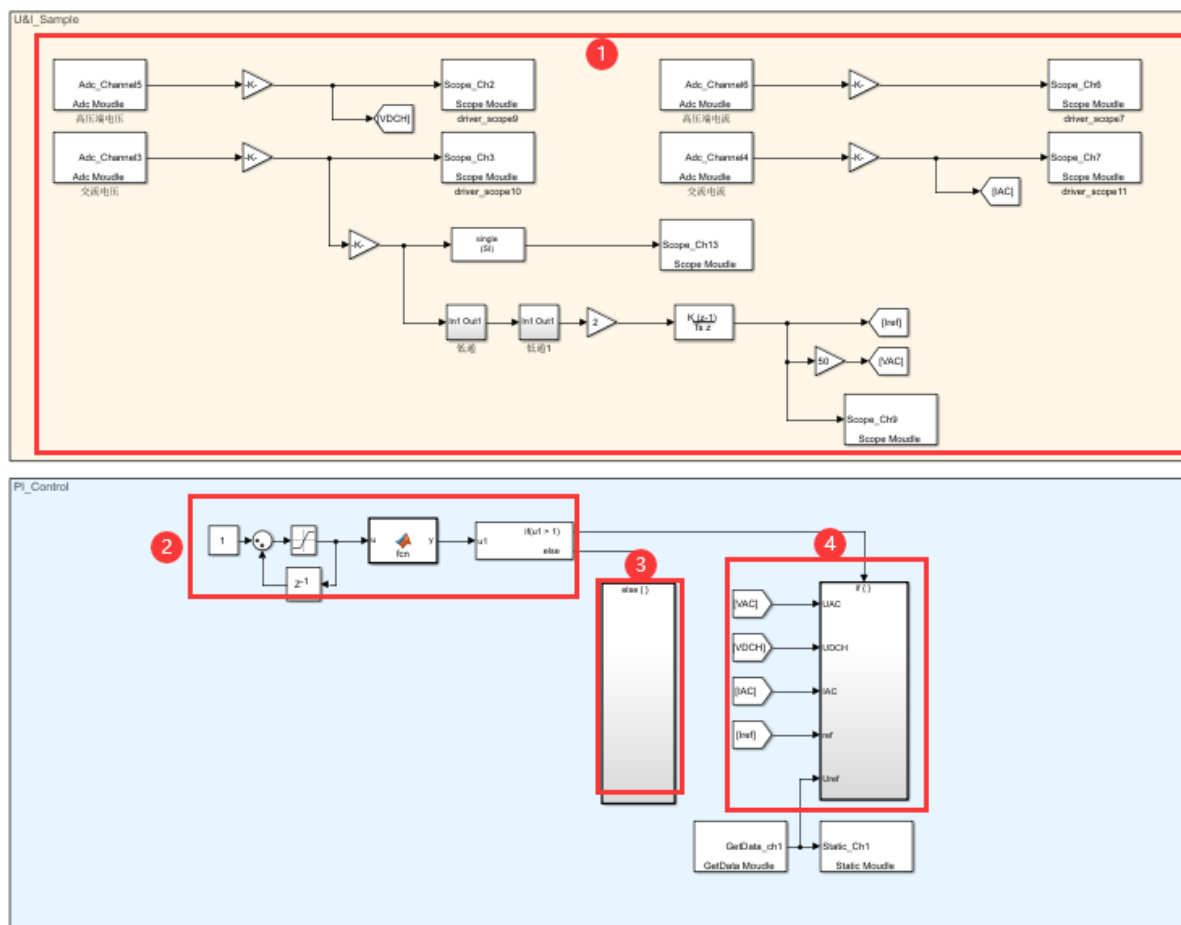 U&I_Sample
1
Adc_Channel5
Adc Moudle
高压端电压
-K-
[VDCH]
Scope_Ch2
Scope Moudle
driver_scope9
Adc_Channel6
Adc Moudle
高压端电流
-K-
Scope_Ch6
Scope Moudle
driver_scope7
Adc_Channel3
Adc Moudle
交流电压
-K-
Scope_Ch3
Scope Moudle
driver_scope10
Adc_Channel4
Adc Moudle
交流电流
-K-
[IAC]
Scope_Ch7
Scope Moudle
driver_scope11
-K-
single
(SI)
Scope_Ch13
Scope Moudle
In1 Out1
低通
In1 Out1
低通1
2
K (z-1)
Ts z
[Iref]
50
[VAC]
Scope_Ch9
Scope Moudle
PI_Control
2
1
Z-1
u
fcn
y
u1
if(u1 > 1)
else
3
else { }
4
if { }
[VAC]
UAC
[VDCH]
UDCH
[IAC]
IAC
[Iref]
ref
Uref
GetData_ch1
GetData Moudle
Static_Ch1
Static Moudle